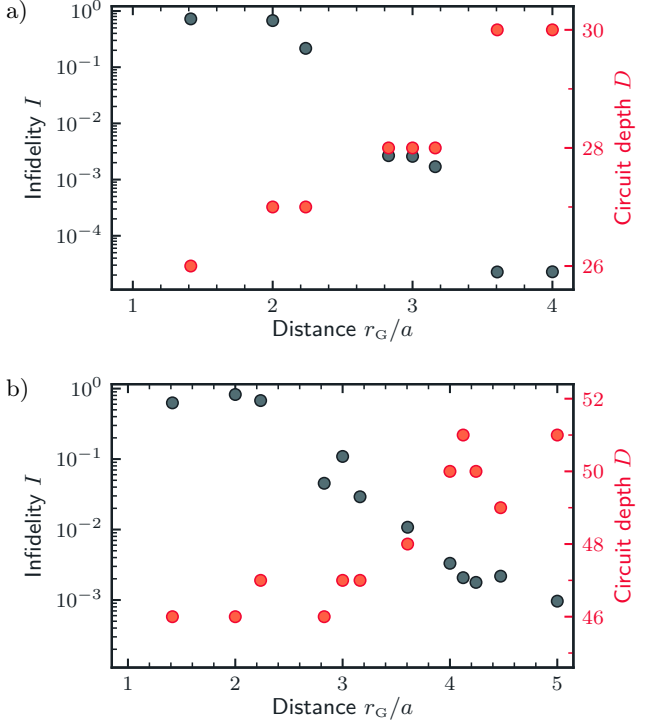 a)
10^0
10^-1
10^-2
10^-3
10^-4
Infidelity I
30
28
26
Circuit depth D
1 2 3 4
Distance r_G/a
b)
10^0
10^-1
10^-2
10^-3
Infidelity I
52
50
48
46
Circuit depth D
1 2 3 4 5
Distance r_G/a